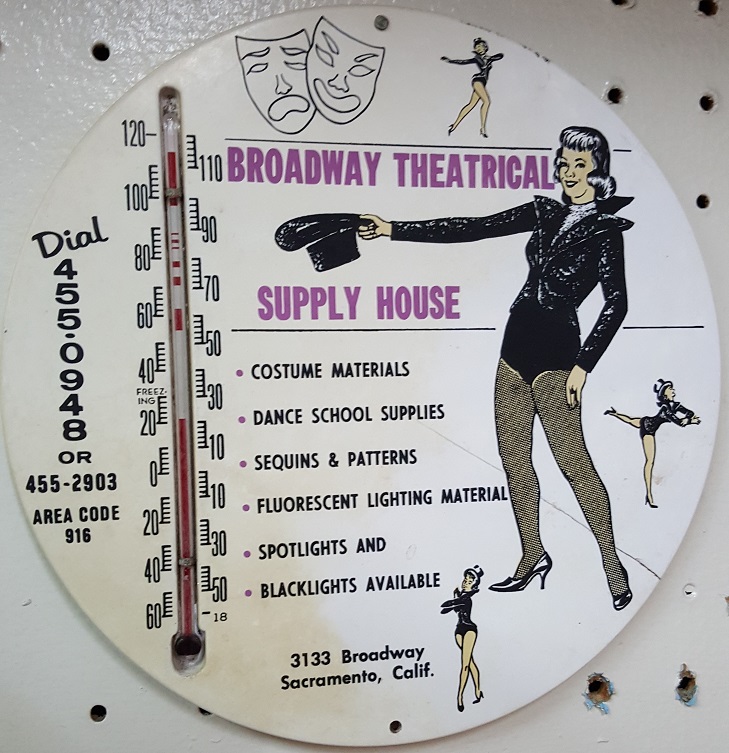 BROADWAY THEATRICAL
SUPPLY HOUSE
• COSTUME MATERIALS
• DANCE SCHOOL SUPPLIES
• SEQUINS & PATTERNS
• FLUORESCENT LIGHTING MATERIAL
• SPOTLIGHTS AND
• BLACKLIGHTS AVAILABLE
3133 Broadway
Sacramento, Calif.
Dial
455·0948
OR
455-2903
AREA CODE
916
120
110
100
90
80
70
60
50
40
FREEZ-
ING
30
20
10
0
10
20
30
40
50
60
18